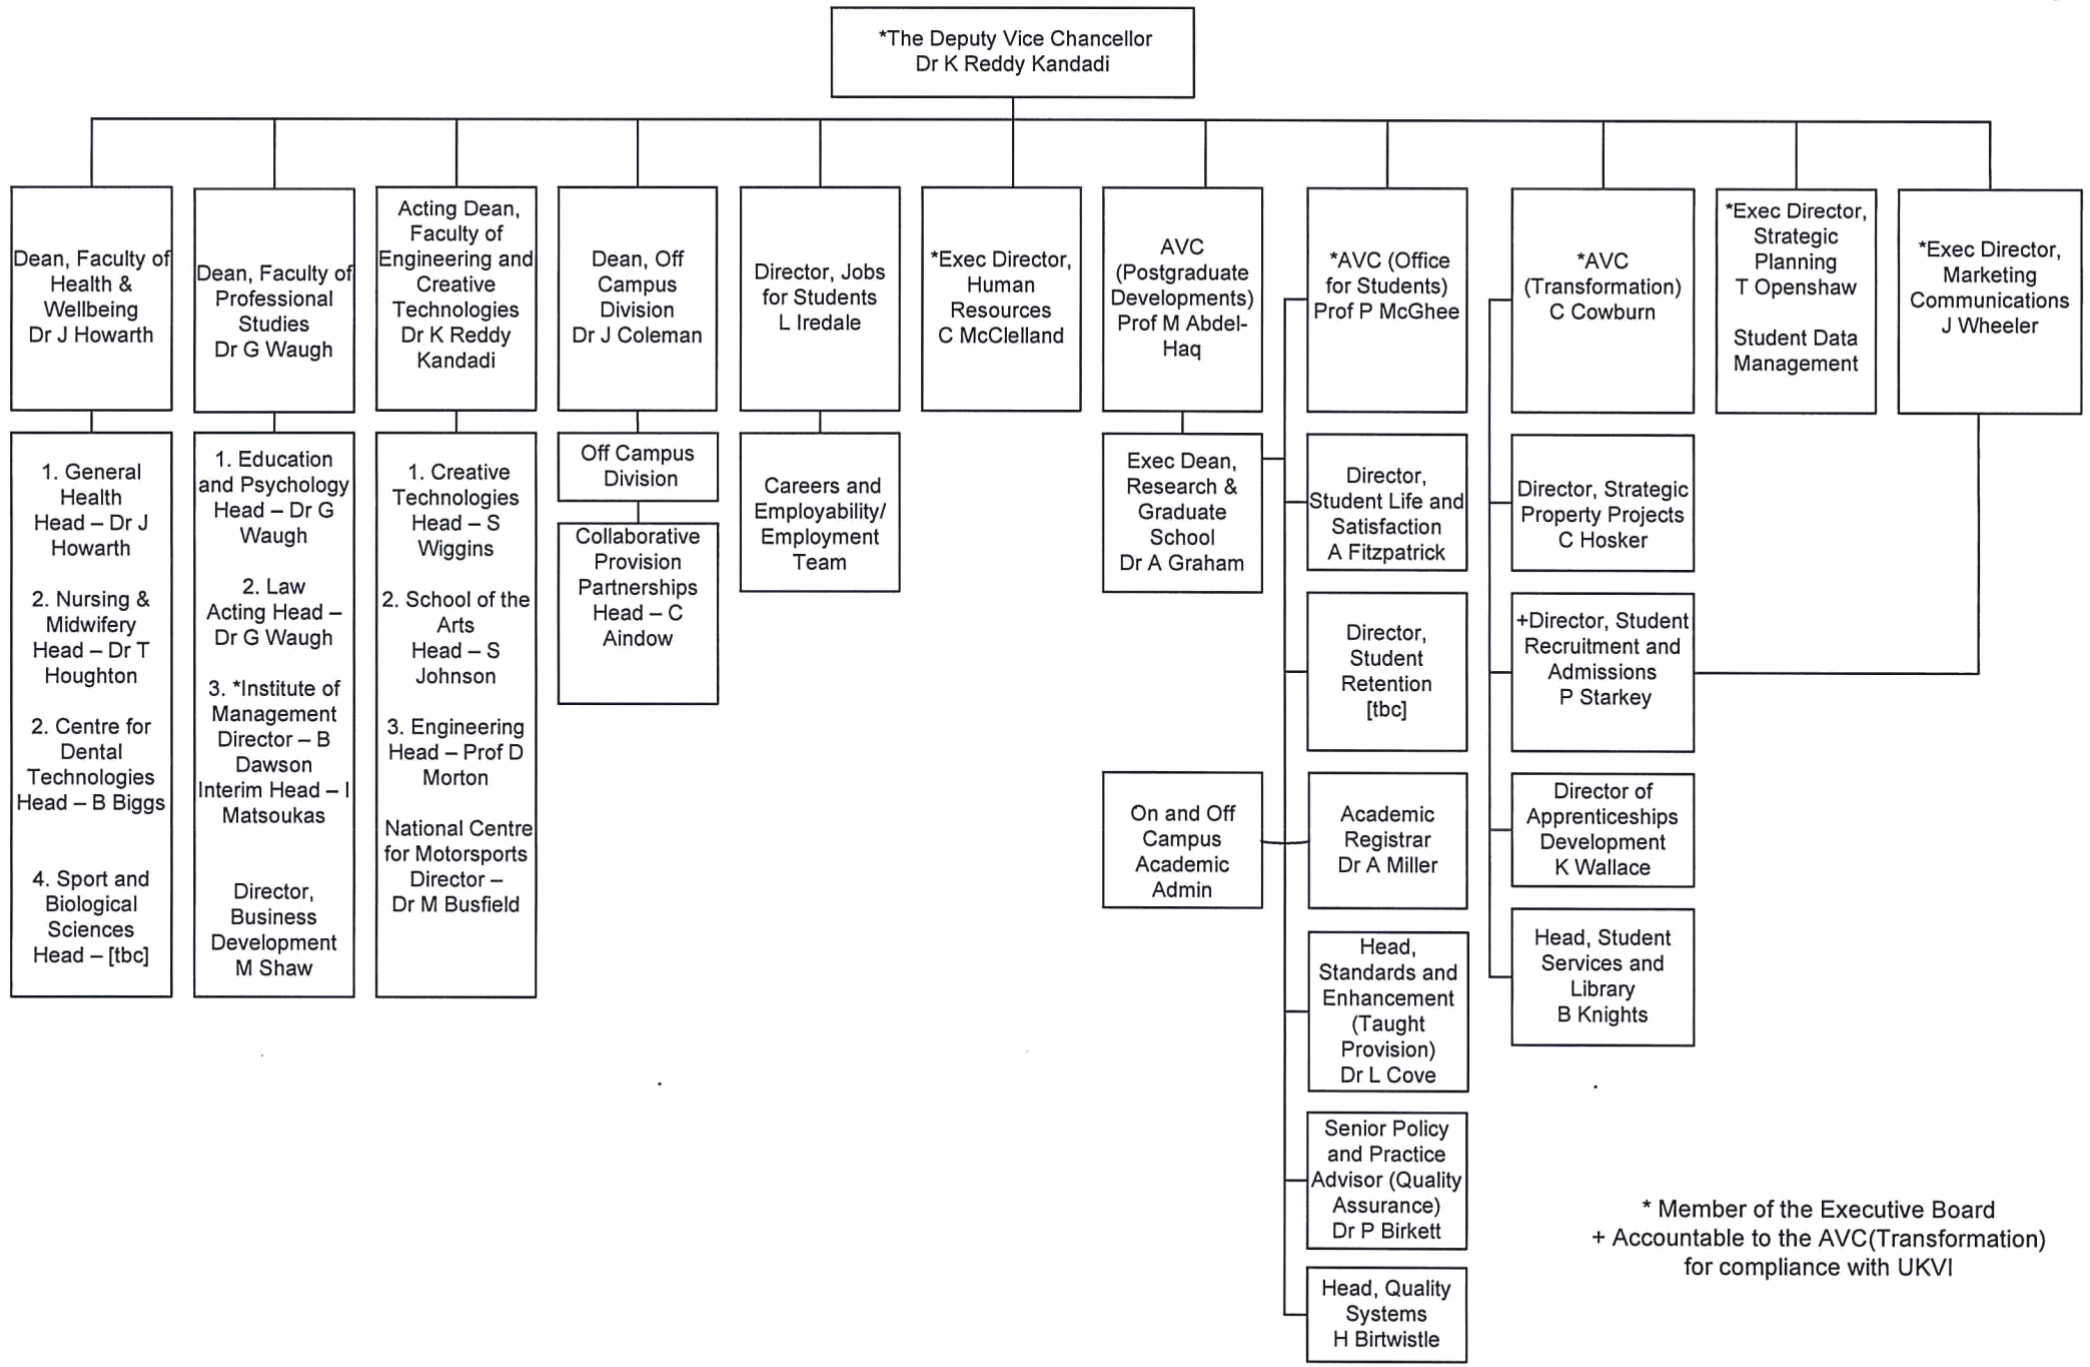 *The Deputy Vice Chancellor
Dr K Reddy Kandadi
Dean, Faculty of
Health &
Wellbeing
Dr J Howarth
Dean, Faculty of
Professional
Studies
Dr G Waugh
Acting Dean,
Faculty of
Engineering and
Creative
Technologies
Dr K Reddy
Kandadi
Dean, Off
Campus
Division
Dr J Coleman
Director, Jobs
for Students
L Iredale
*Exec Director,
Human
Resources
C McClelland
AVC
(Postgraduate
Developments)
Prof M Abdel-
Haq
*AVC (Office
for Students)
Prof P McGhee
*AVC
(Transformation)
C Cowburn
*Exec Director,
Strategic
Planning
T Openshaw
Student Data
Management
*Exec Director,
Marketing
Communications
J Wheeler
1. General
Health
Head – Dr J
Howarth
2. Nursing &
Midwifery
Head – Dr T
Houghton
2. Centre for
Dental
Technologies
Head – B Biggs
4. Sport and
Biological
Sciences
Head – [tbc]
1. Education
and Psychology
Head – Dr G
Waugh
2. Law
Acting Head –
Dr G Waugh
3. *Institute of
Management
Director – B
Dawson
Interim Head – I
Matsoukas
Director,
Business
Development
M Shaw
1. Creative
Technologies
Head – S
Wiggins
2. School of the
Arts
Head – S
Johnson
3. Engineering
Head – Prof D
Morton
National Centre
for Motorsports
Director –
Dr M Busfield
Off Campus
Division
Collaborative
Provision
Partnerships
Head – C
Aindow
Careers and
Employability/
Employment
Team
Exec Dean,
Research &
Graduate
School
Dr A Graham
On and Off
Campus
Academic
Admin
Director,
Student Life and
Satisfaction
A Fitzpatrick
Director,
Student
Retention
[tbc]
Academic
Registrar
Dr A Miller
Head,
Standards and
Enhancement
(Taught
Provision)
Dr L Cove
Senior Policy
and Practice
Advisor (Quality
Assurance)
Dr P Birkett
Head, Quality
Systems
H Birtwistle
Director, Strategic
Property Projects
C Hosker
+Director, Student
Recruitment and
Admissions
P Starkey
Director of
Apprenticeships
Development
K Wallace
Head, Student
Services and
Library
B Knights
* Member of the Executive Board
+ Accountable to the AVC(Transformation)
for compliance with UKVI